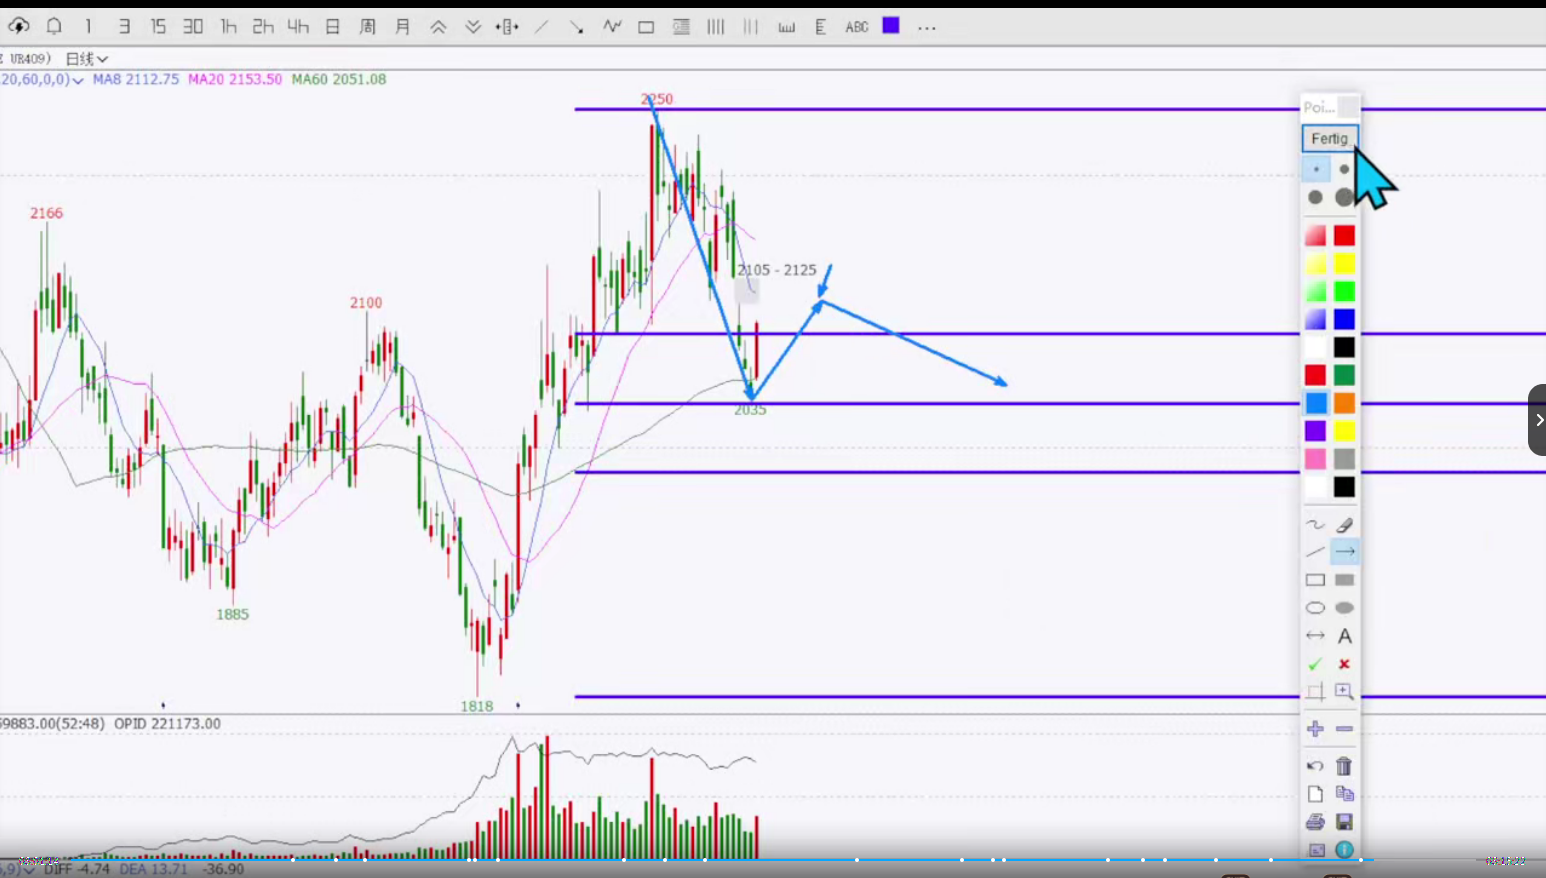 1 3 15 30 1h 2h 4h 日 周 月 ABC ...
UR409) 日线
20,60,0,0) MA8 2112.75 MA20 2153.50 MA60 2051.08
2250
Poi...
Fertig
2166
2105 - 2125
2100
2035
1885
A
1818
59883.00(52:48) OPID 221173.00
,9) DIFF -4.74 DEA 13.71 -36.90